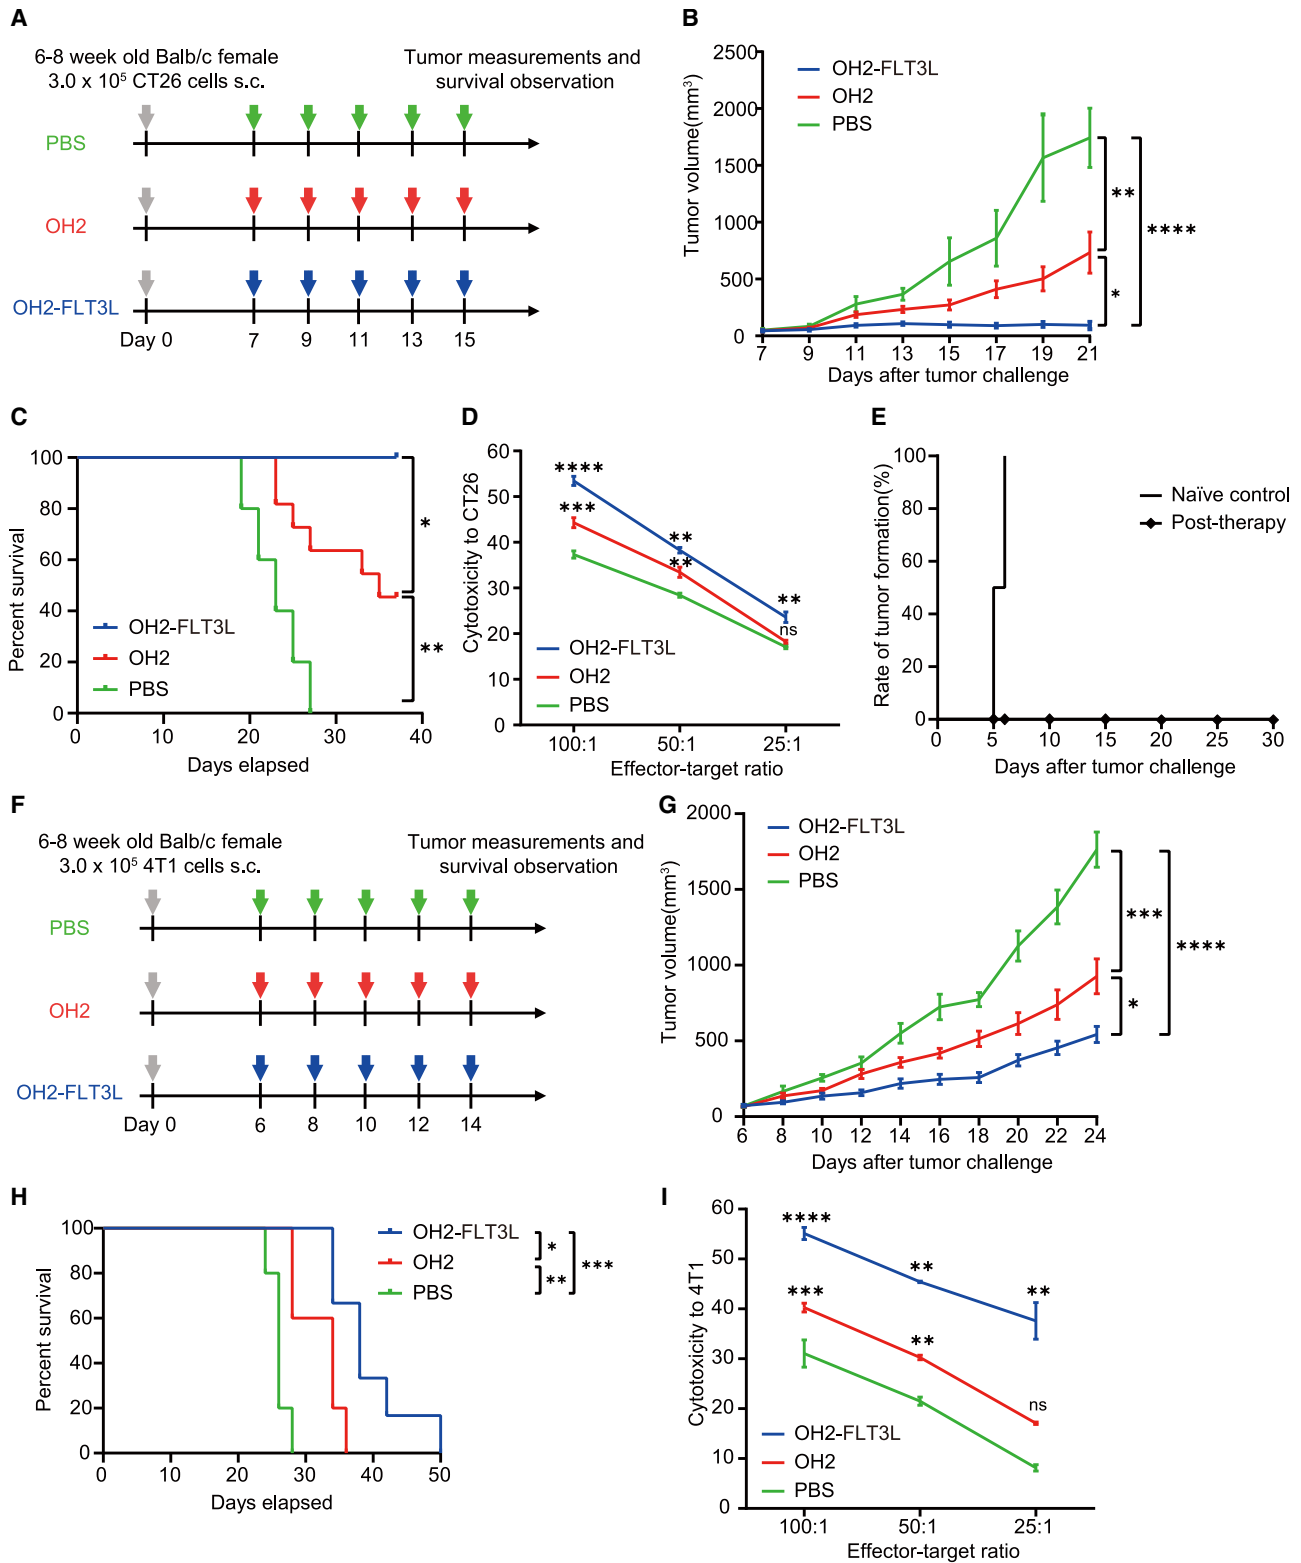 A
6-8 week old Balb/c female
3.0 x 10⁵ CT26 cells s.c.
Tumor measurements and
survival observation
PBS
OH2
OH2-FLT3L
Day 0 7 9 11 13 15
B
Tumor volume(mm³)
2500
2000
1500
1000
500
0
OH2-FLT3L
OH2
PBS
**
****
*
7 9 11 13 15 17 19 21
Days after tumor challenge
C
Percent survival
100
80
60
40
20
0
OH2-FLT3L
OH2
PBS
*
**
0 10 20 30 40
Days elapsed
D
Cytotoxicity to CT26
60
50
40
30
20
10
0
****
***
**
**
**
ns
OH2-FLT3L
OH2
PBS
100:1 50:1 25:1
Effector-target ratio
E
Rate of tumor formation(%)
100
80
60
40
20
0
Naïve control
Post-therapy
0 5 10 15 20 25 30
Days after tumor challenge
F
6-8 week old Balb/c female
3.0 x 10⁵ 4T1 cells s.c.
Tumor measurements and
survival observation
PBS
OH2
OH2-FLT3L
Day 0 6 8 10 12 14
G
Tumor volume(mm³)
2000
1500
1000
500
0
OH2-FLT3L
OH2
PBS
***
****
*
6 8 10 12 14 16 18 20 22 24
Days after tumor challenge
H
Percent survival
100
80
60
40
20
0
OH2-FLT3L
OH2
PBS
*
**
***
0 10 20 30 40 50
Days elapsed
I
Cytotoxicity to 4T1
60
50
40
30
20
10
0
****
***
**
**
**
ns
OH2-FLT3L
OH2
PBS
100:1 50:1 25:1
Effector-target ratio